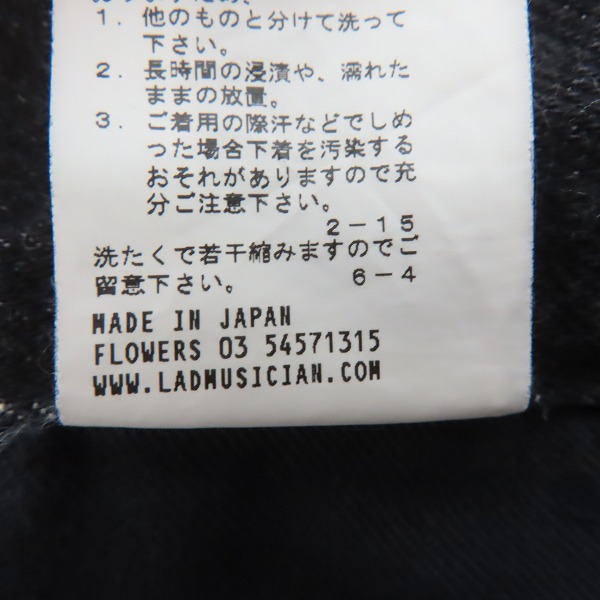 1. 他のものと分けて洗って
下さい。
2. 長時間の浸漬や、濡れた
ままの放置。
3. ご着用の際汗などでしめ
った場合下着を汚染する
おそれがありますので充
分ご注意下さい。
2-15
洗たくで若干縮みますのでご
留意下さい。 6-4
MADE IN JAPAN
FLOWERS 03 54571315
WWW.LADMUSICIAN.COM